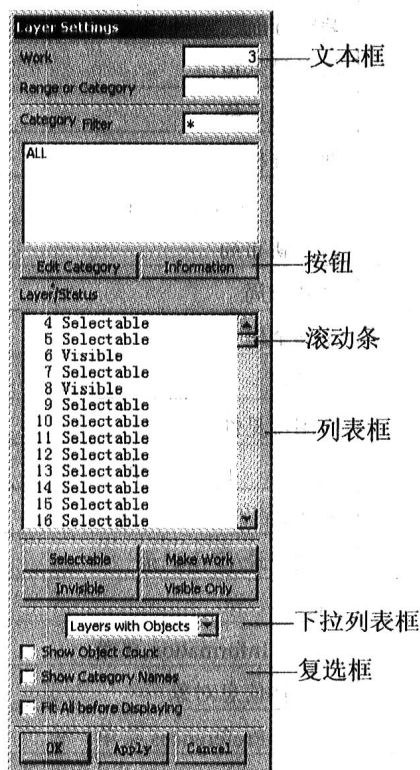 Layer Settings
Work 3 文本框
Range or Category
Category Filter *
ALL
Edit Category Information 按钮
Layer/Status
4 Selectable
5 Selectable 滚动条
6 Visible
7 Selectable
8 Visible
9 Selectable
10 Selectable 列表框
11 Selectable
12 Selectable
13 Selectable
14 Selectable
15 Selectable
16 Selectable
Selectable Make Work
Invisible Visible Only
Layers with Objects 下拉列表框
Show Object Count
Show Category Names 复选框
Fit All before Displaying
OK Apply Cancel